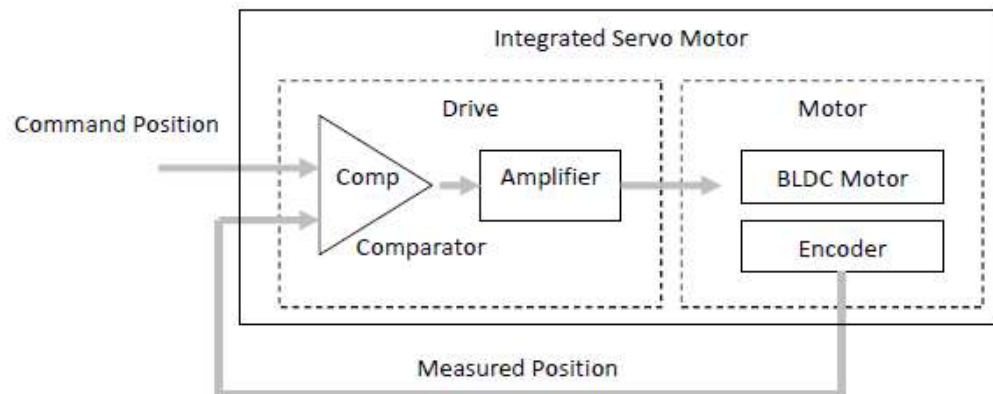 Integrated Servo Motor
Drive
Motor
Command Position
Comp
Amplifier
BLDC Motor
Comparator
Encoder
Measured Position